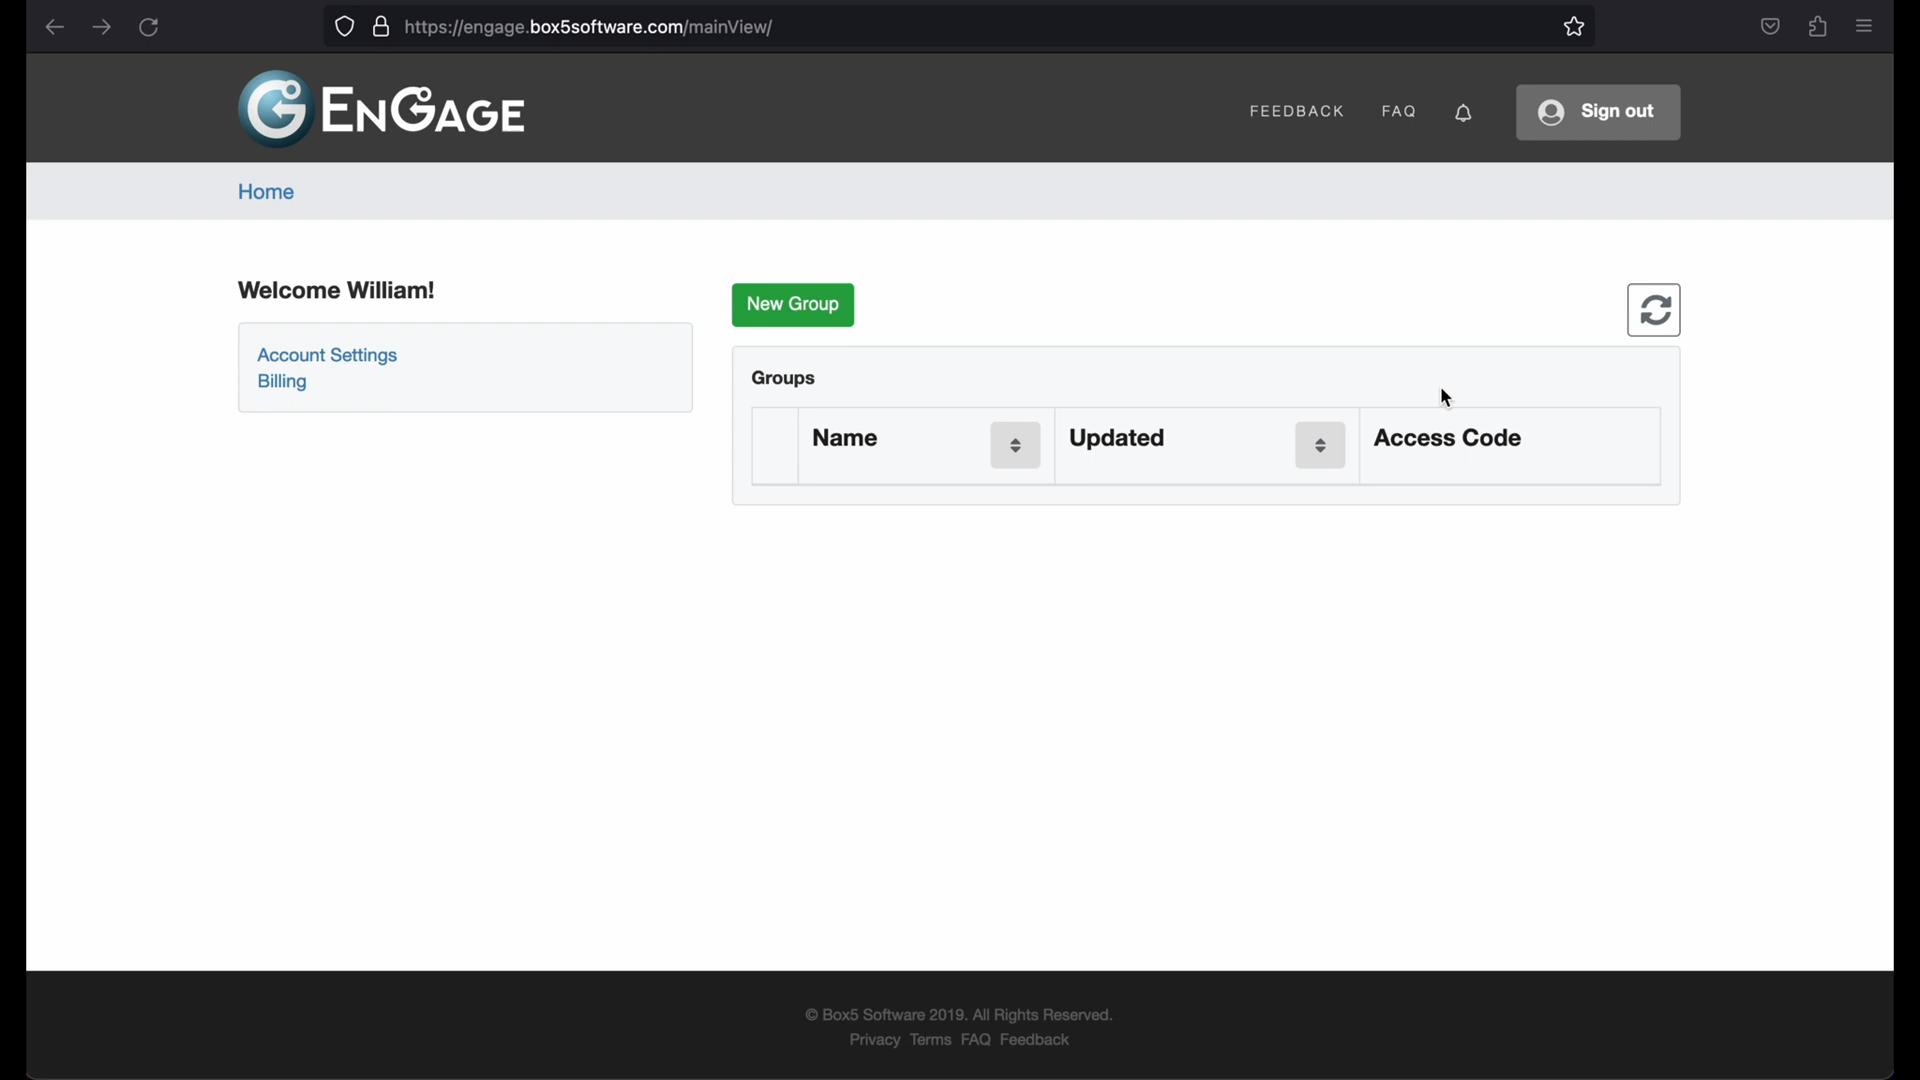 https://engage.box5software.com/mainView/
ENGAGE
FEEDBACK
FAQ
Sign out
Home
Welcome William!
Account Settings
Billing
New Group
Groups
Name
Updated
Access Code
© Box5 Software 2019. All Rights Reserved.
Privacy Terms FAQ Feedback